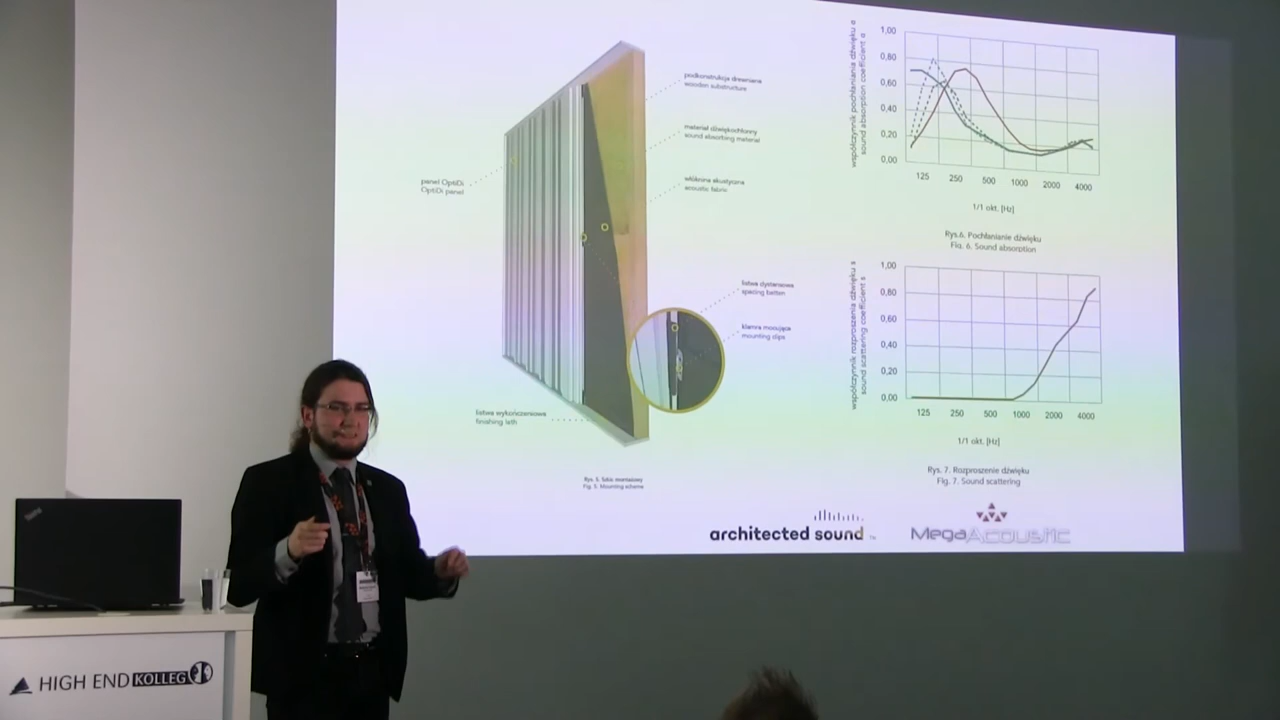 podkonstrukcja drewniana
wooden substructure
materiał dźwiękochłonny
sound absorbing material
włóknina akustyczna
acoustic fabric
panel OptiDi
OptiDi panel
listwa dystansowa
spacing batten
klamra mocująca
mounting clips
listwa wykończeniowa
finishing lath
Rys. 5. Szkic montażowy
Fig. 5. Mounting scheme
współczynnik pochłaniania dźwięku α
sound absorption coefficient α
1,00
0,80
0,60
0,40
0,20
0,00
125 250 500 1000 2000 4000
1/1 okt. [Hz]
Rys.6. Pochłanianie dźwięku
Fig. 6. Sound absorption
współczynnik rozproszenia dźwięku s
sound scattering coefficient s
1,00
0,80
0,60
0,40
0,20
0,00
125 250 500 1000 2000 4000
1/1 okt. [Hz]
Rys. 7. Rozproszenie dźwięku
Fig. 7. Sound scattering
architected sound ™
MegaAcoustic
ThinkPad
HIGH END KOLLEG